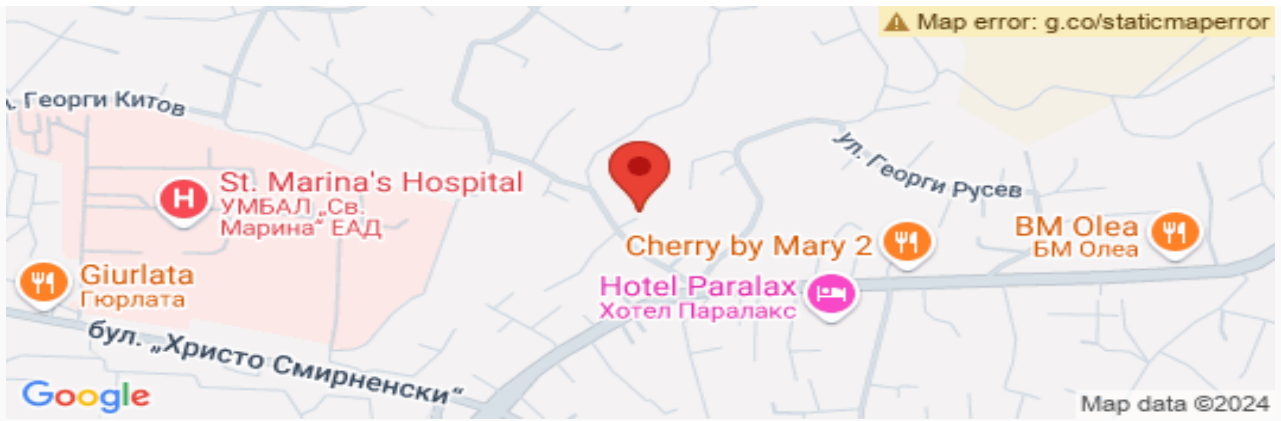 Map error: g.co/staticmaperror
. Георги Китов
St. Marina's Hospital
УМБАЛ „Св.
Марина“ ЕАД
ул. Георги Русев
BM Olea
БМ Олеа
Cherry by Mary 2
Giurlata
Гюрлата
Hotel Paralax
Хотел Паралакс
бул. „Христо Смирненски“
Google
Map data ©2024